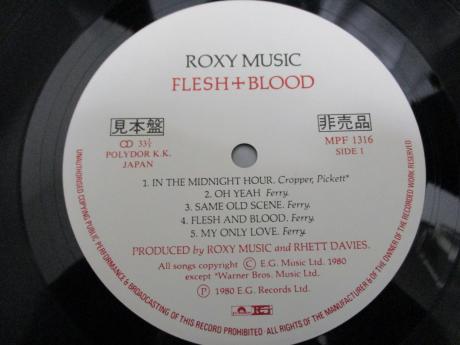 ROXY MUSIC
FLESH+BLOOD
見本盤
非売品
33⅓
POLYDOR K.K.
JAPAN
MPF 1316
SIDE 1
1. IN THE MIDNIGHT HOUR. Cropper, Pickett*
2. OH YEAH Ferry.
3. SAME OLD SCENE. Ferry.
4. FLESH AND BLOOD. Ferry.
5. MY ONLY LOVE. Ferry.
PRODUCED by ROXY MUSIC and RHETT DAVIES.
All songs copyright Ⓒ E.G. Music Ltd. 1980
except *Warner Bros. Music Ltd.
Ⓟ 1980 E.G. Records Ltd.
UNAUTHORISED COPYING PUBLIC PERFORMANCE & BROADCASTING OF THIS RECORD PROHIBITED · ALL RIGHTS OF THE MANUFACTURER & OF THE OWNER OF THE RECORDED WORK RESERVED